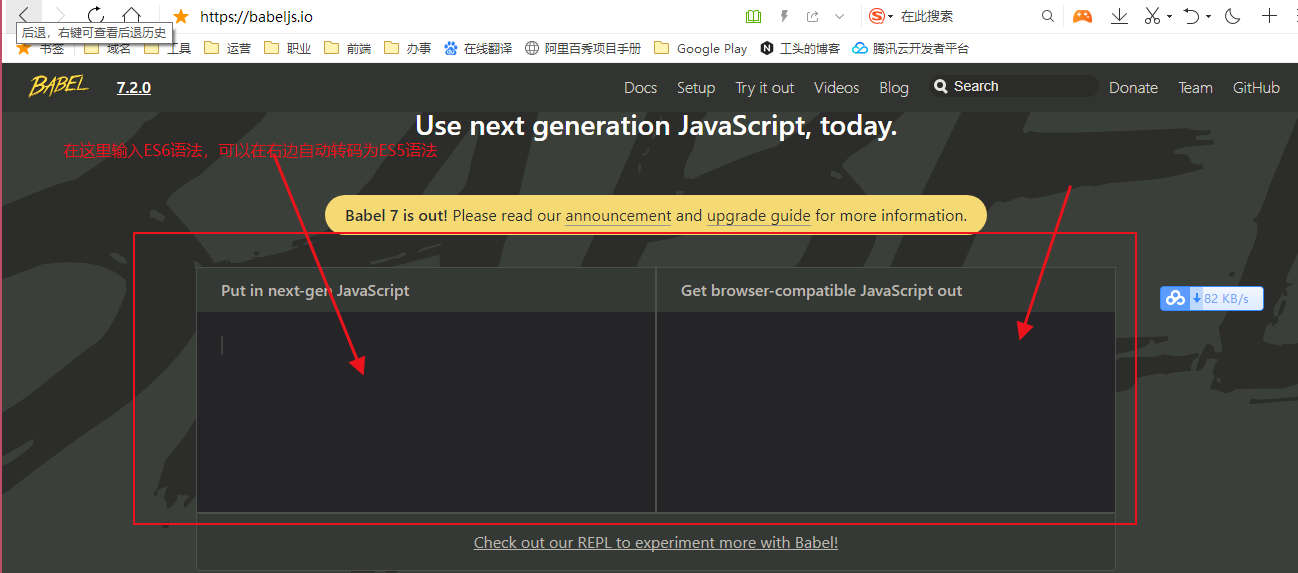 https://babeljs.io
在此搜索
后退，右键可查看后退历史
书签 域名 工具 运营 职业 前端 办事 在线翻译 阿里百秀项目手册 Google Play 工头的博客 腾讯云开发者平台
BABEL 7.2.0 Docs Setup Try it out Videos Blog Search Donate Team GitHub
Use next generation JavaScript, today.
在这里输入ES6语法，可以在右边自动转码为ES5语法
Babel 7 is out! Please read our announcement and upgrade guide for more information.
Put in next-gen JavaScript
Get browser-compatible JavaScript out
82 KB/s
Check out our REPL to experiment more with Babel!